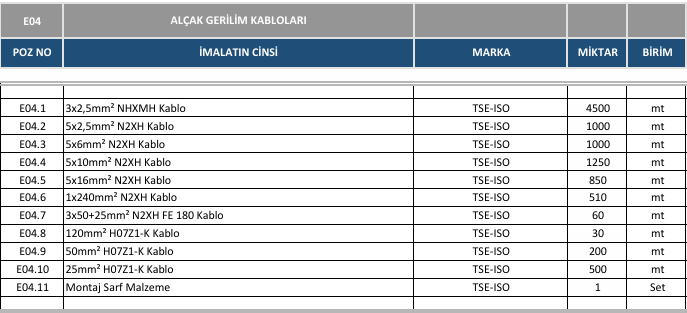 E04 ALÇAK GERİLİM KABLOLARI
POZ NO İMALATIN CİNSİ MARKA MİKTAR BİRİM
E04.1 3x2,5mm² NHXMH Kablo TSE-ISO 4500 mt
E04.2 5x2,5mm² N2XH Kablo TSE-ISO 1000 mt
E04.3 5x6mm² N2XH Kablo TSE-ISO 1000 mt
E04.4 5x10mm² N2XH Kablo TSE-ISO 1250 mt
E04.5 5x16mm² N2XH Kablo TSE-ISO 850 mt
E04.6 1x240mm² N2XH Kablo TSE-ISO 510 mt
E04.7 3x50+25mm² N2XH FE 180 Kablo TSE-ISO 60 mt
E04.8 120mm² H07Z1-K Kablo TSE-ISO 30 mt
E04.9 50mm² H07Z1-K Kablo TSE-ISO 200 mt
E04.10 25mm² H07Z1-K Kablo TSE-ISO 500 mt
E04.11 Montaj Sarf Malzeme TSE-ISO 1 Set